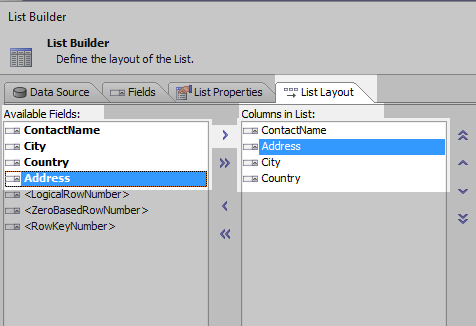 List Builder
List Builder
Define the layout of the List.
Data Source
Fields
List Properties
List Layout
Available Fields:
ContactName
City
Country
Address
<LogicalRowNumber>
<ZeroBasedRowNumber>
<RowKeyNumber>
Columns in List:
ContactName
Address
City
Country